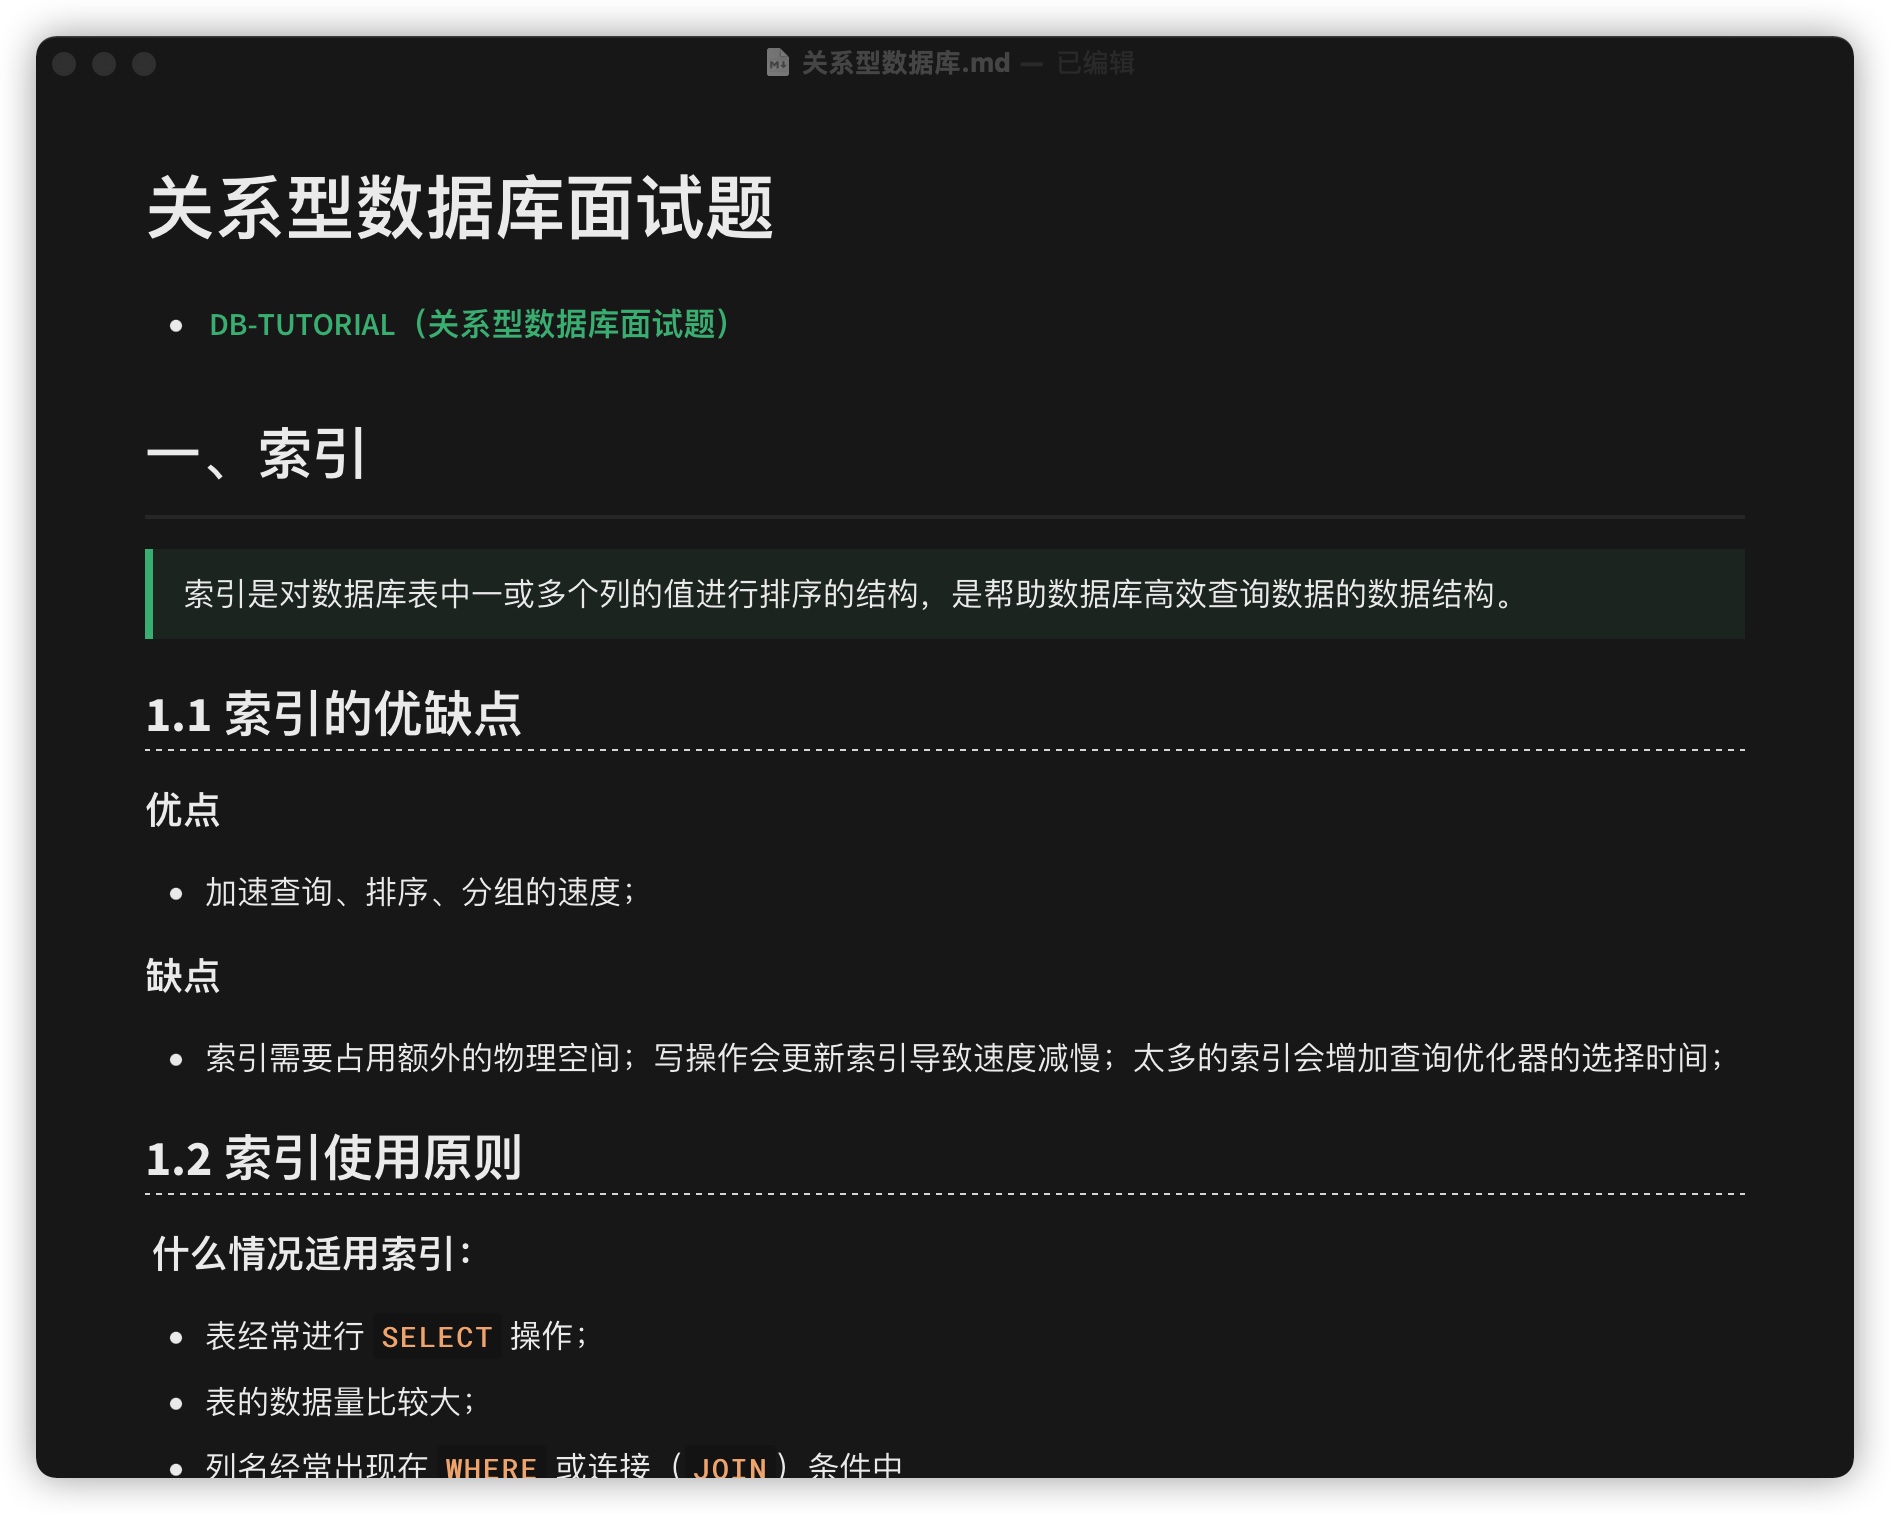 关系型数据库.md — 已编辑
关系型数据库面试题
DB-TUTORIAL（关系型数据库面试题）
一、索引
索引是对数据库表中一或多个列的值进行排序的结构，是帮助数据库高效查询数据的数据结构。
1.1 索引的优缺点
优点
加速查询、排序、分组的速度；
缺点
索引需要占用额外的物理空间；写操作会更新索引导致速度减慢；太多的索引会增加查询优化器的选择时间；
1.2 索引使用原则
什么情况适用索引：
表经常进行 SELECT 操作；
表的数据量比较大；
列名经常出现在 WHERE 或连接（JOIN）条件中